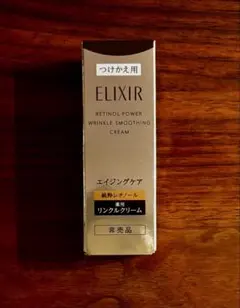 つけかえ用
ELIXIR
RETINOL POWER
WRINKLE SMOOTHING
CREAM
エイジングケア
純粋レチノール
薬用
リンクルクリーム
非売品